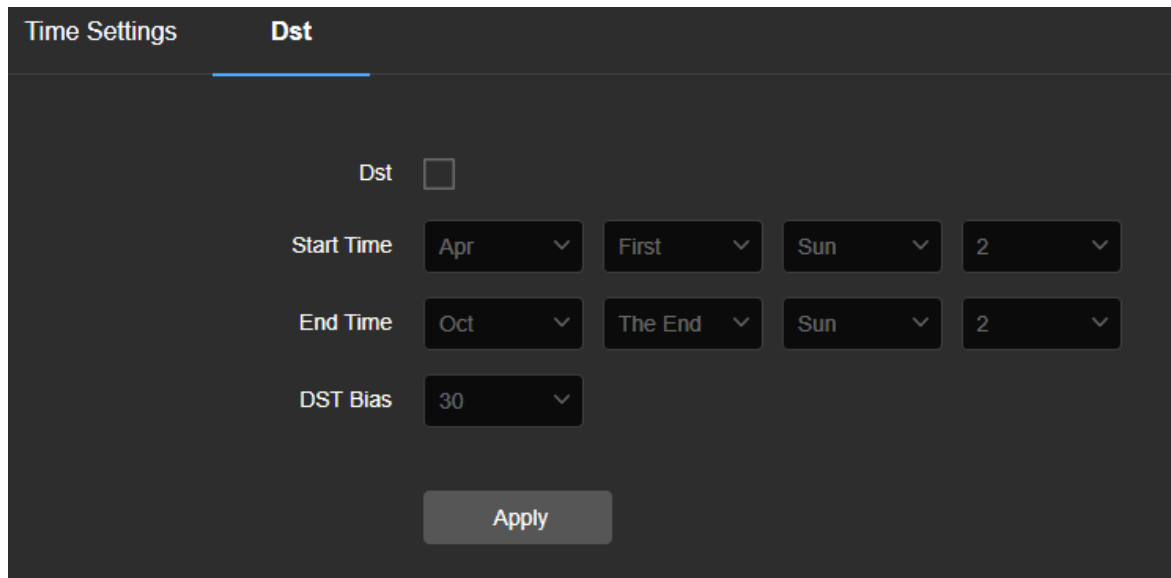 Time Settings Dst
Dst
Start Time Apr First Sun 2
End Time Oct The End Sun 2
DST Bias 30
Apply